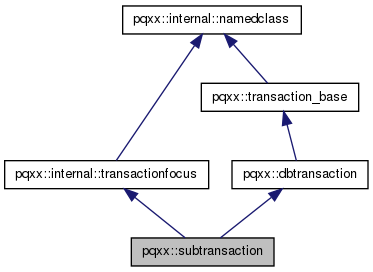 pqxx::internal::namedclass
pqxx::transaction_base
pqxx::internal::transactionfocus
pqxx::dbtransaction
pqxx::subtransaction